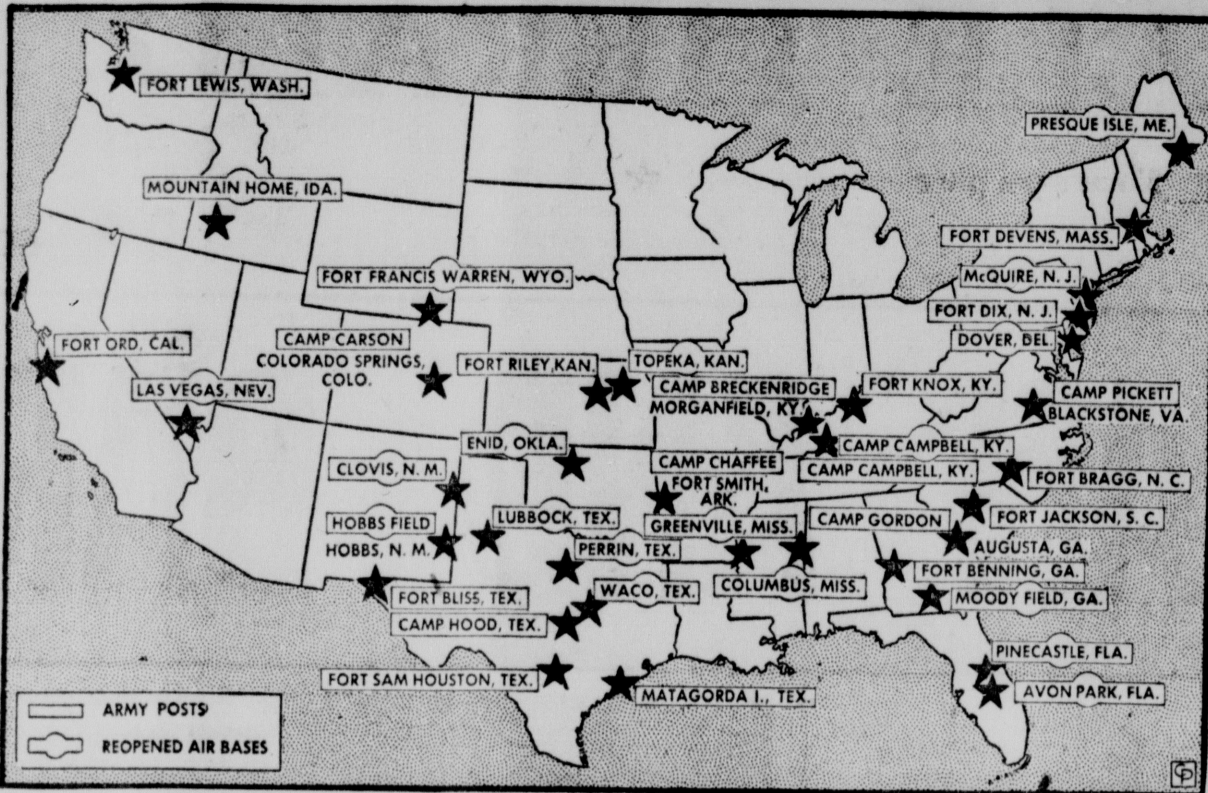 FORT LEWIS, WASH.
PRESQUE ISLE, ME.
MOUNTAIN HOME, IDA.
FORT DEVENS, MASS.
FORT FRANCIS WARREN, WYO.
McQUIRE, N. J.
FORT DIX, N. J.
DOVER, DEL.
FORT ORD, CAL.
CAMP CARSON
COLORADO SPRINGS,
COLO.
FORT RILEY, KAN.
TOPEKA, KAN.
LAS VEGAS, NEV.
CAMP BRECKENRIDGE
MORGANFIELD, KY.
FORT KNOX, KY.
CAMP PICKETT
BLACKSTONE, VA.
ENID, OKLA.
CAMP CAMPBELL, KY.
CLOVIS, N. M.
CAMP CHAFFEE
FORT SMITH,
ARK.
CAMP CAMPBELL, KY.
FORT BRAGG, N. C.
HOBBS FIELD
HOBBS, N. M.
LUBBOCK, TEX.
GREENVILLE, MISS.
CAMP GORDON
AUGUSTA, GA.
FORT JACKSON, S. C.
PERRIN, TEX.
FORT BENNING, GA.
FORT BLISS, TEX.
WACO, TEX.
COLUMBUS, MISS.
MOODY FIELD, GA.
CAMP HOOD, TEX.
PINECASTLE, FLA.
FORT SAM HOUSTON, TEX.
MATAGORDA I., TEX.
AVON PARK, FLA.
ARMY POSTS
REOPENED AIR BASES
CP